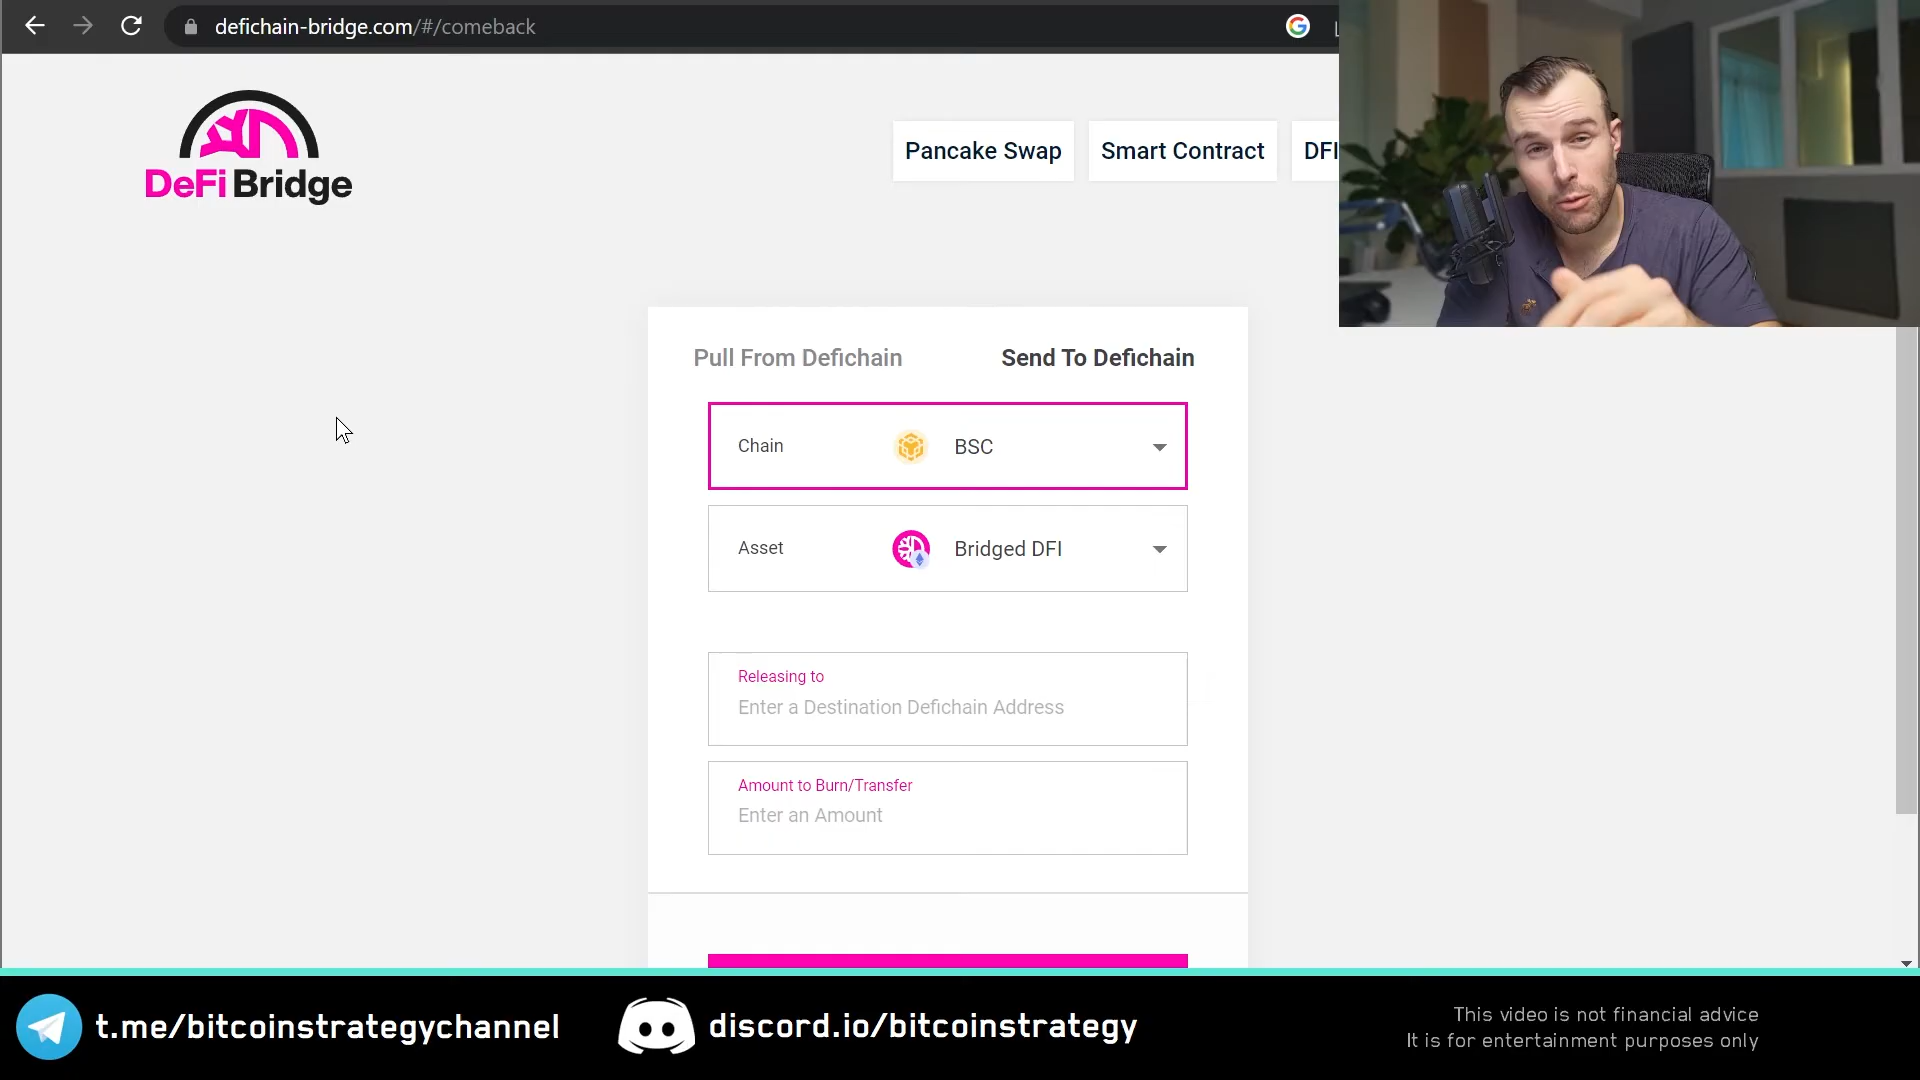 defichain-bridge.com/#/comeback
DeFi Bridge
Pancake Swap
Smart Contract
DFI
Pull From Defichain
Send To Defichain
Chain
BSC
Asset
Bridged DFI
Releasing to
Enter a Destination Defichain Address
Amount to Burn/Transfer
Enter an Amount
t.me/bitcoinstrategychannel
discord.io/bitcoinstrategy
This video is not financial advice
It is for entertainment purposes only